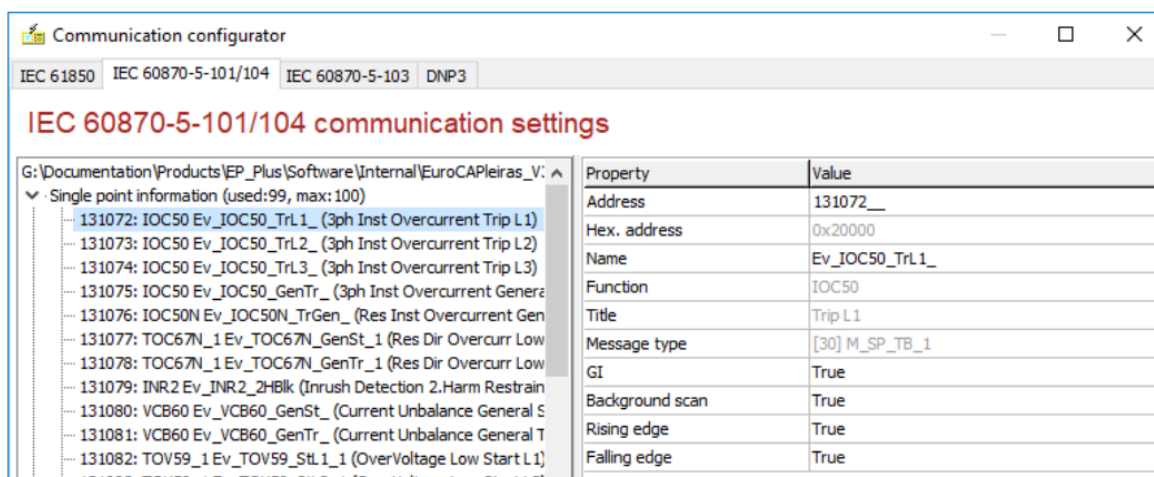 Communication configurator
IEC 61850 IEC 60870-5-101/104 IEC 60870-5-103 DNP3
IEC 60870-5-101/104 communication settings
G:\Documentation\Products\EP_Plus\Software\Internal\EuroCAPleiras_V
Single point information (used:99, max:100)
131072: IOC50 Ev_IOC50_TrL1_ (3ph Inst Overcurrent Trip L1)
131073: IOC50 Ev_IOC50_TrL2_ (3ph Inst Overcurrent Trip L2)
131074: IOC50 Ev_IOC50_TrL3_ (3ph Inst Overcurrent Trip L3)
131075: IOC50 Ev_IOC50_GenTr_ (3ph Inst Overcurrent Genera
131076: IOC50N Ev_IOC50N_TrGen_ (Res Inst Overcurrent Gen
131077: TOC67N_1 Ev_TOC67N_GenSt_1 (Res Dir Overcurr Low
131078: TOC67N_1 Ev_TOC67N_GenTr_1 (Res Dir Overcurr Low
131079: INR2 Ev_INR2_2HBlk (Inrush Detection 2.Harm Restrain
131080: VCB60 Ev_VCB60_GenSt_ (Current Unbalance General S
131081: VCB60 Ev_VCB60_GenTr_ (Current Unbalance General T
131082: TOV59_1 Ev_TOV59_StL1_1 (OverVoltage Low Start L1)
Property Value
Address 131072__
Hex. address 0x20000
Name Ev_IOC50_TrL1_
Function IOC50
Title Trip L1
Message type [30] M_SP_TB_1
GI True
Background scan True
Rising edge True
Falling edge True